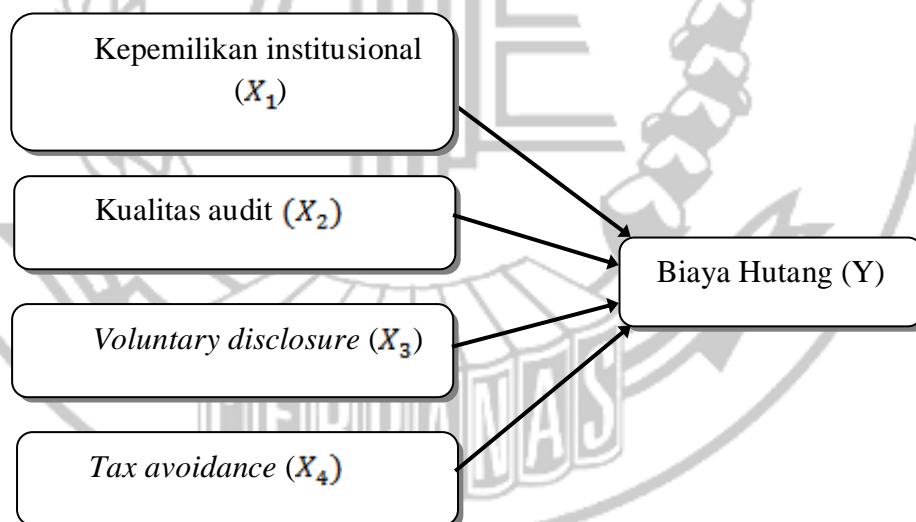 Kepemilikan institusional
(X₁)
Kualitas audit (X₂)
Biaya Hutang (Y)
Voluntary disclosure (X₃)
Tax avoidance (X₄)